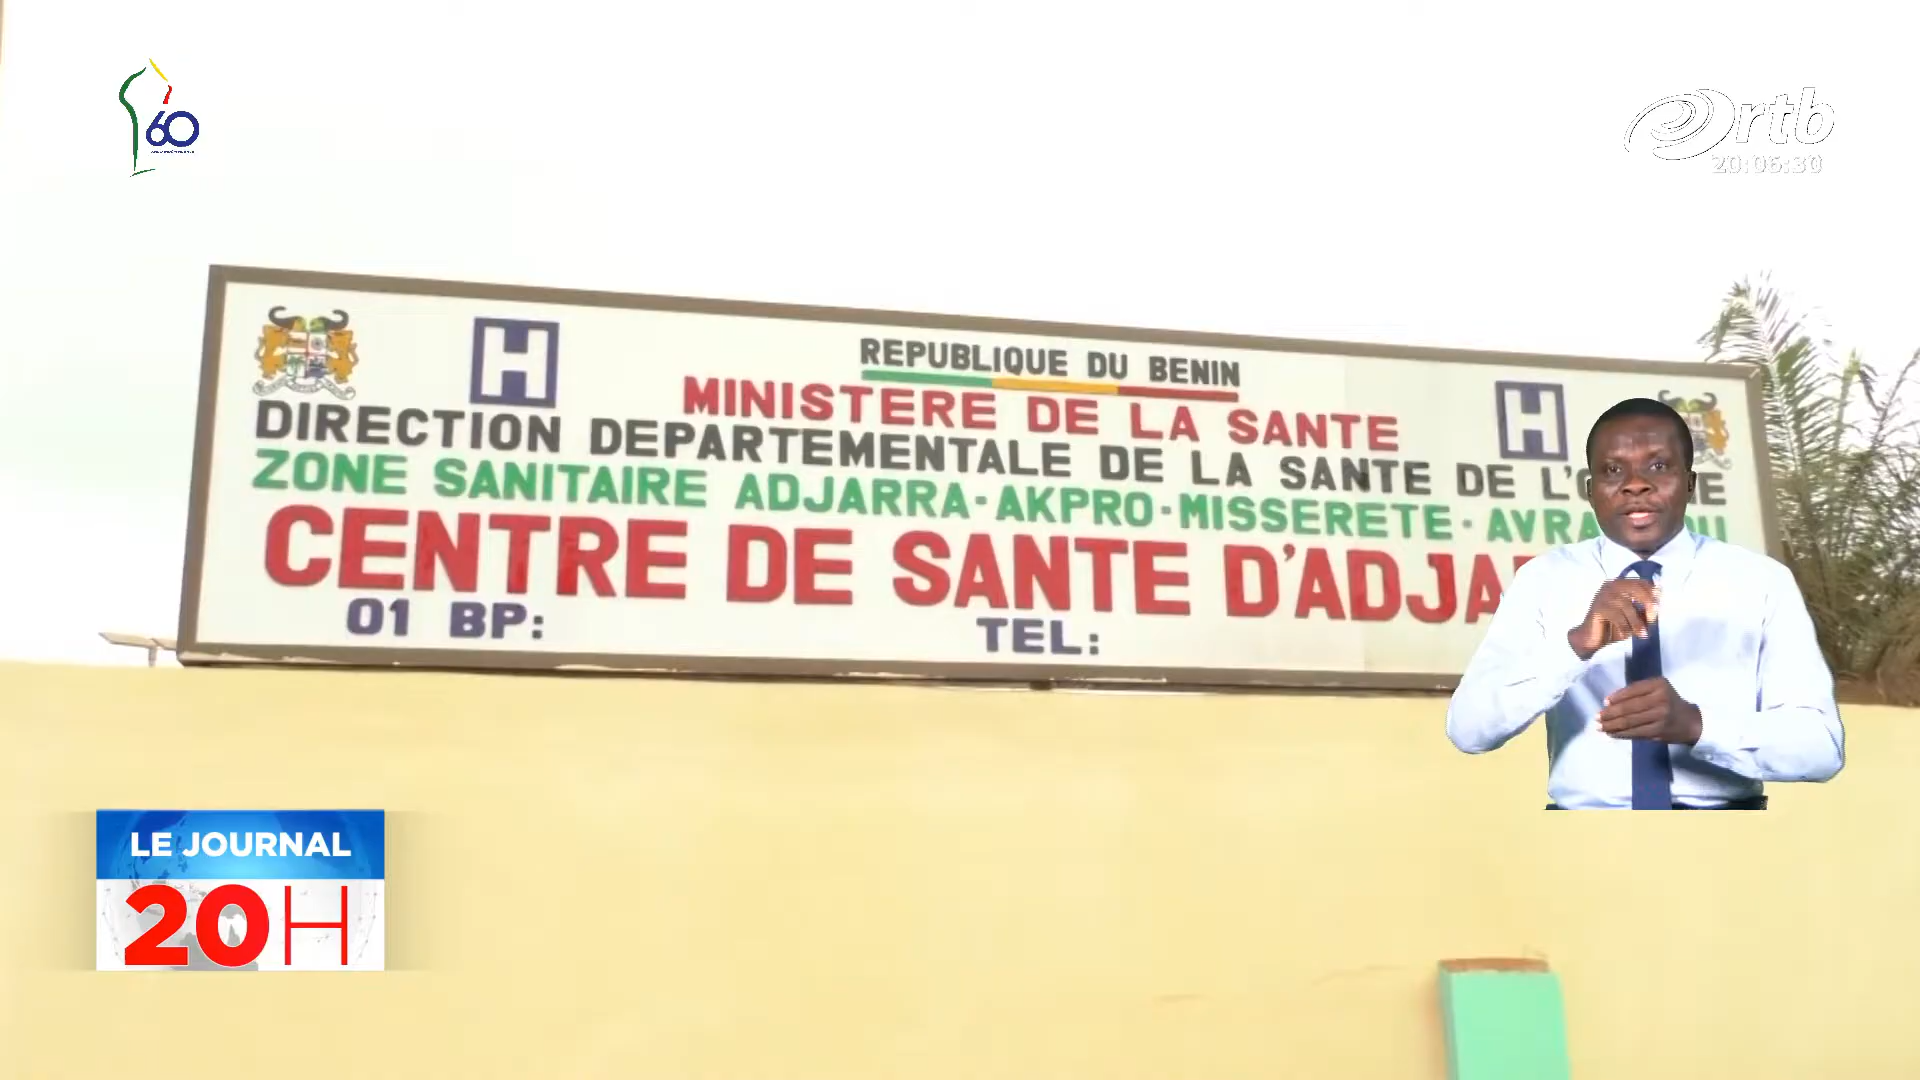 60
ortb
20:06:30
REPUBLIQUE DU BENIN
MINISTERE DE LA SANTE
DIRECTION DEPARTEMENTALE DE LA SANTE DE
ZONE SANITAIRE ADJARRA-AKPRO-MISSERETE-
CENTRE DE SANTE
01 BP:
TEL:
LE JOURNAL
20H